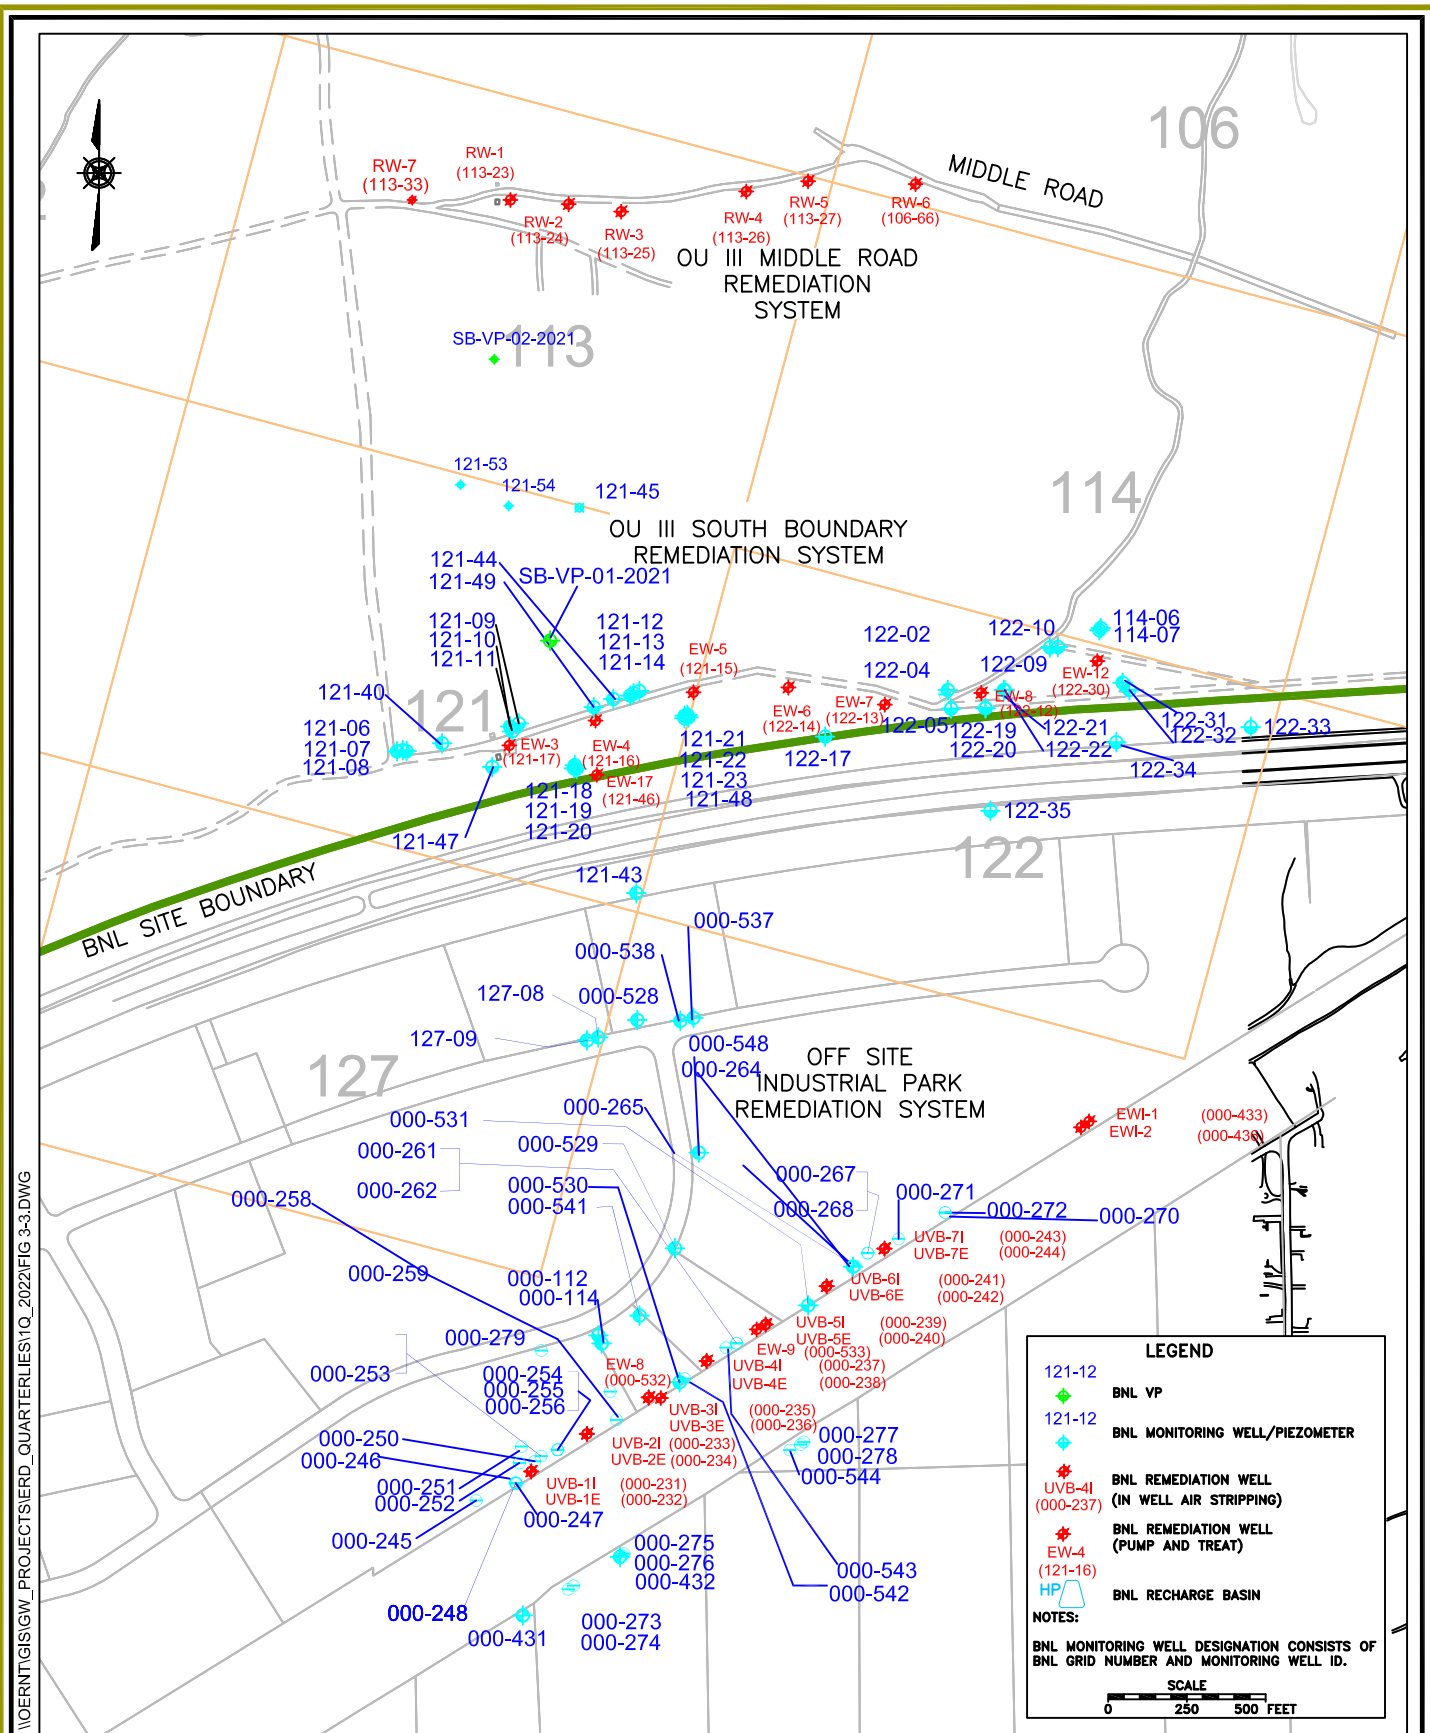 106
MIDDLE ROAD
RW-7
(113-33)
RW-1
(113-23)
RW-2
(113-24)
RW-3
(113-25)
RW-4
(113-26)
RW-5
(113-27)
RW-6
(106-66)
OU III MIDDLE ROAD
REMEDIATION
SYSTEM
SB-VP-02-2021
113
114
121-53
121-54
121-45
OU III SOUTH BOUNDARY
REMEDIATION SYSTEM
121-44
121-49
SB-VP-01-2021
121-09
121-10
121-11
121-12
121-13
121-14
EW-5
(121-15)
122-02
122-04
122-10
122-09
114-06
114-07
EW-12
(122-30)
121-40
121
121-06
121-07
121-08
EW-3
(121-17)
EW-4
(121-16)
EW-17
(121-46)
EW-6
(122-14)
EW-7
(122-13)
EW-8
(122-12)
122-05
122-19
122-20
122-21
122-22
122-31
122-32
122-33
122-34
122-17
121-21
121-22
121-23
121-48
121-18
121-19
121-20
121-47
122-35
122
121-43
BNL SITE BOUNDARY
000-537
000-538
127-08
000-528
127-09
127
000-548
000-264
OFF SITE
INDUSTRIAL PARK
REMEDIATION SYSTEM
000-265
000-531
000-261
000-529
000-262
000-258
000-530
000-541
EWI-1 (000-433)
EWI-2 (000-436)
000-267
000-268
000-271
000-272
000-270
UVB-7I (000-243)
UVB-7E (000-244)
000-259
000-112
000-114
UVB-6I (000-241)
UVB-6E (000-242)
000-279
UVB-5I (000-239)
UVB-5E (000-240)
EW-9 (000-533)
000-253
000-254
000-255
000-256
EW-8
(000-532)
UVB-4I (000-237)
UVB-4E (000-238)
UVB-3I (000-235)
UVB-3E (000-236)
000-250
000-246
UVB-2I (000-233)
UVB-2E (000-234)
000-277
000-278
000-544
000-251
000-252
UVB-1I (000-231)
UVB-1E (000-232)
000-247
000-245
000-275
000-276
000-432
000-543
000-542
000-248
000-431
000-273
000-274
LEGEND
121-12
BNL VP
121-12
BNL MONITORING WELL/PIEZOMETER
UVB-4I
(000-237)
BNL REMEDIATION WELL
(IN WELL AIR STRIPPING)
EW-4
(121-16)
BNL REMEDIATION WELL
(PUMP AND TREAT)
HP
BNL RECHARGE BASIN
NOTES:
BNL MONITORING WELL DESIGNATION CONSISTS OF
BNL GRID NUMBER AND MONITORING WELL ID.
SCALE
0 250 500 FEET
\\OERNT\GIS\GW_PROJECTS\ERD_QUARTERLIES\1Q_2022\FIG 3-3.DWG